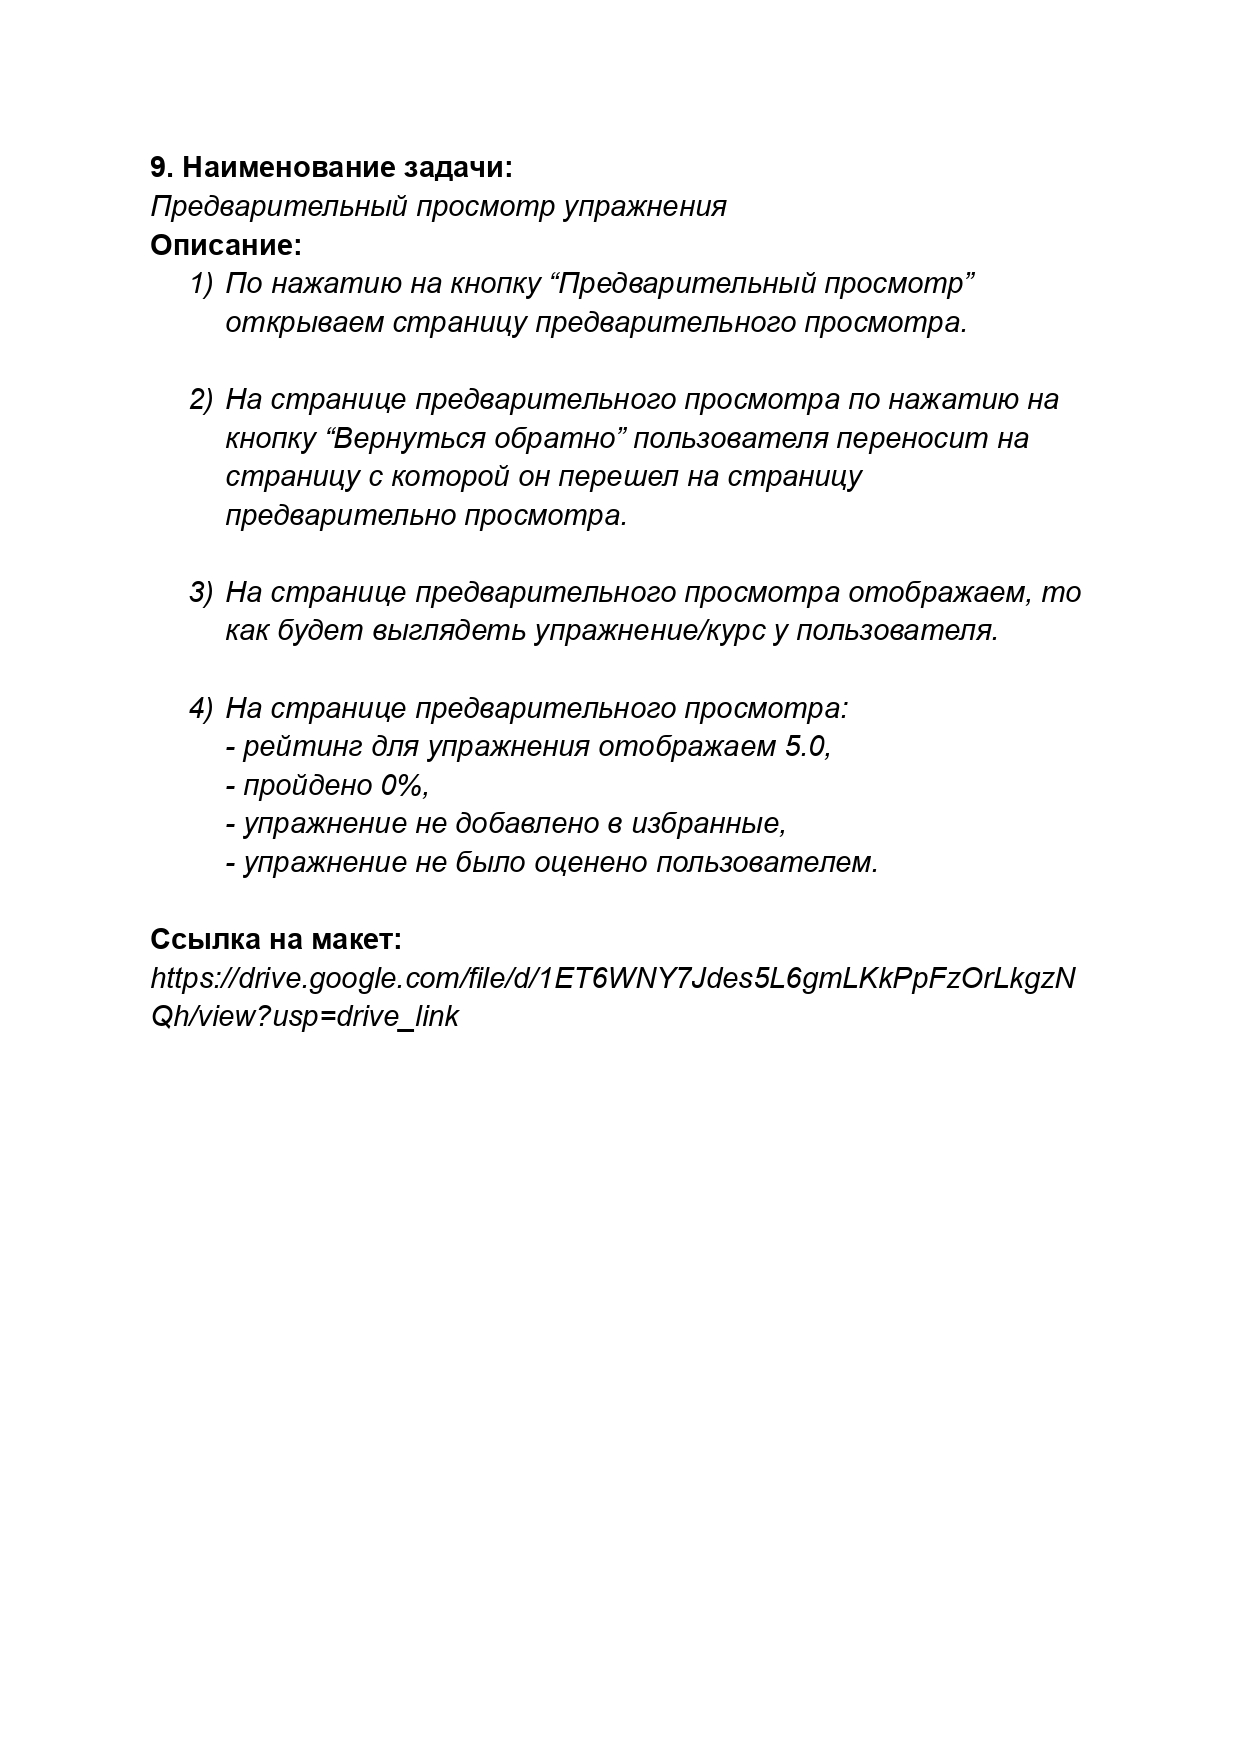 9. Наименование задачи:
Предварительный просмотр упражнения
Описание:
1) По нажатию на кнопку “Предварительный просмотр”
открываем страницу предварительного просмотра.
2) На странице предварительного просмотра по нажатию на
кнопку “Вернуться обратно” пользователя переносит на
страницу с которой он перешел на страницу
предварительно просмотра.
3) На странице предварительного просмотра отображаем, то
как будет выглядеть упражнение/курс у пользователя.
4) На странице предварительного просмотра:
- рейтинг для упражнения отображаем 5.0,
- пройдено 0%,
- упражнение не добавлено в избранные,
- упражнение не было оценено пользователем.
Ссылка на макет:
https://drive.google.com/file/d/1ET6WNY7Jdes5L6gmLKkPpFzOrLkgzN
Qh/view?usp=drive_link